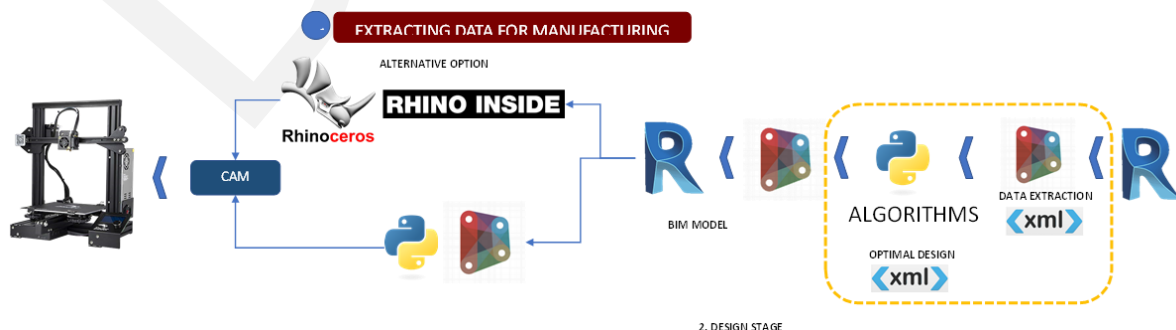 EXTRACTING DATA FOR MANUFACTURING
ALTERNATIVE OPTION
RHINO INSIDE
Rhinoceros
CAM
R
BIM MODEL
ALGORITHMS
OPTIMAL DESIGN
xml
DATA EXTRACTION
xml
R
2. DESIGN STAGE